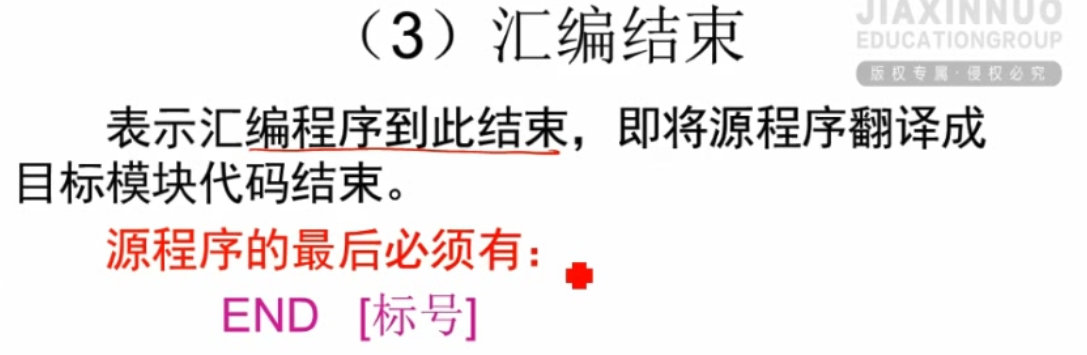 （3）汇编结束
JIAXINNUO
EDUCATIONGROUP
版权专属·侵权必究
表示汇编程序到此结束，即将源程序翻译成
目标模块代码结束。
源程序的最后必须有：
END [标号]